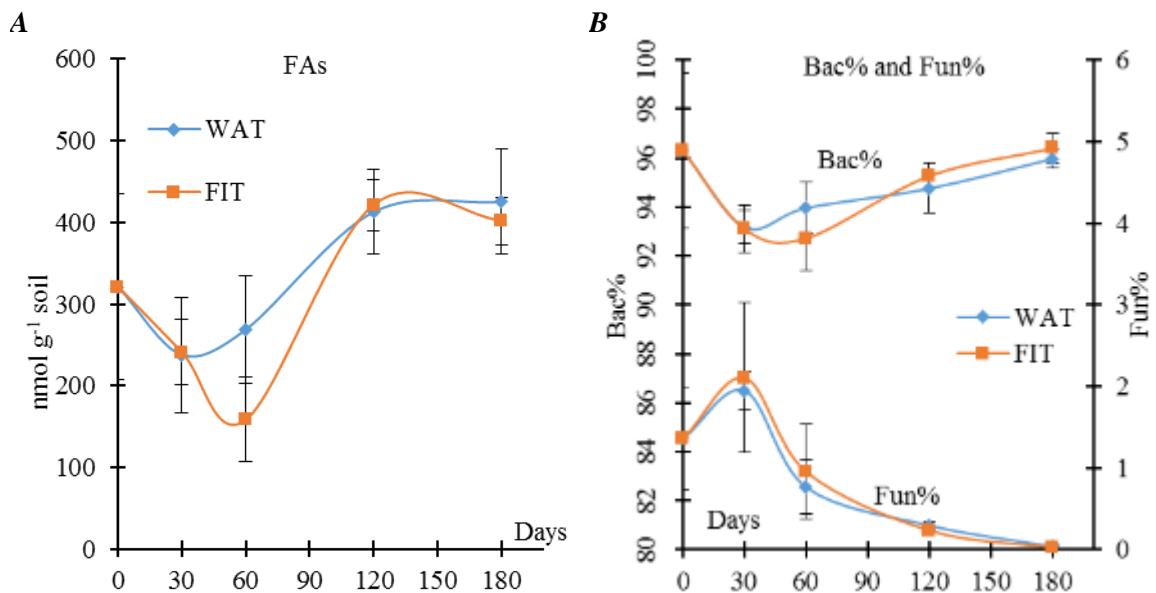 A
FAs
600
500
400
300
200
100
0
nmol g-1 soil
WAT
FIT
Days
0 30 60 90 120 150 180
B
Bac% and Fun%
100
98
96
94
92
90
88
86
84
82
80
Bac%
Bac%
WAT
FIT
Fun%
Days
6
5
4
3
2
1
0
Fun%
0 30 60 90 120 150 180